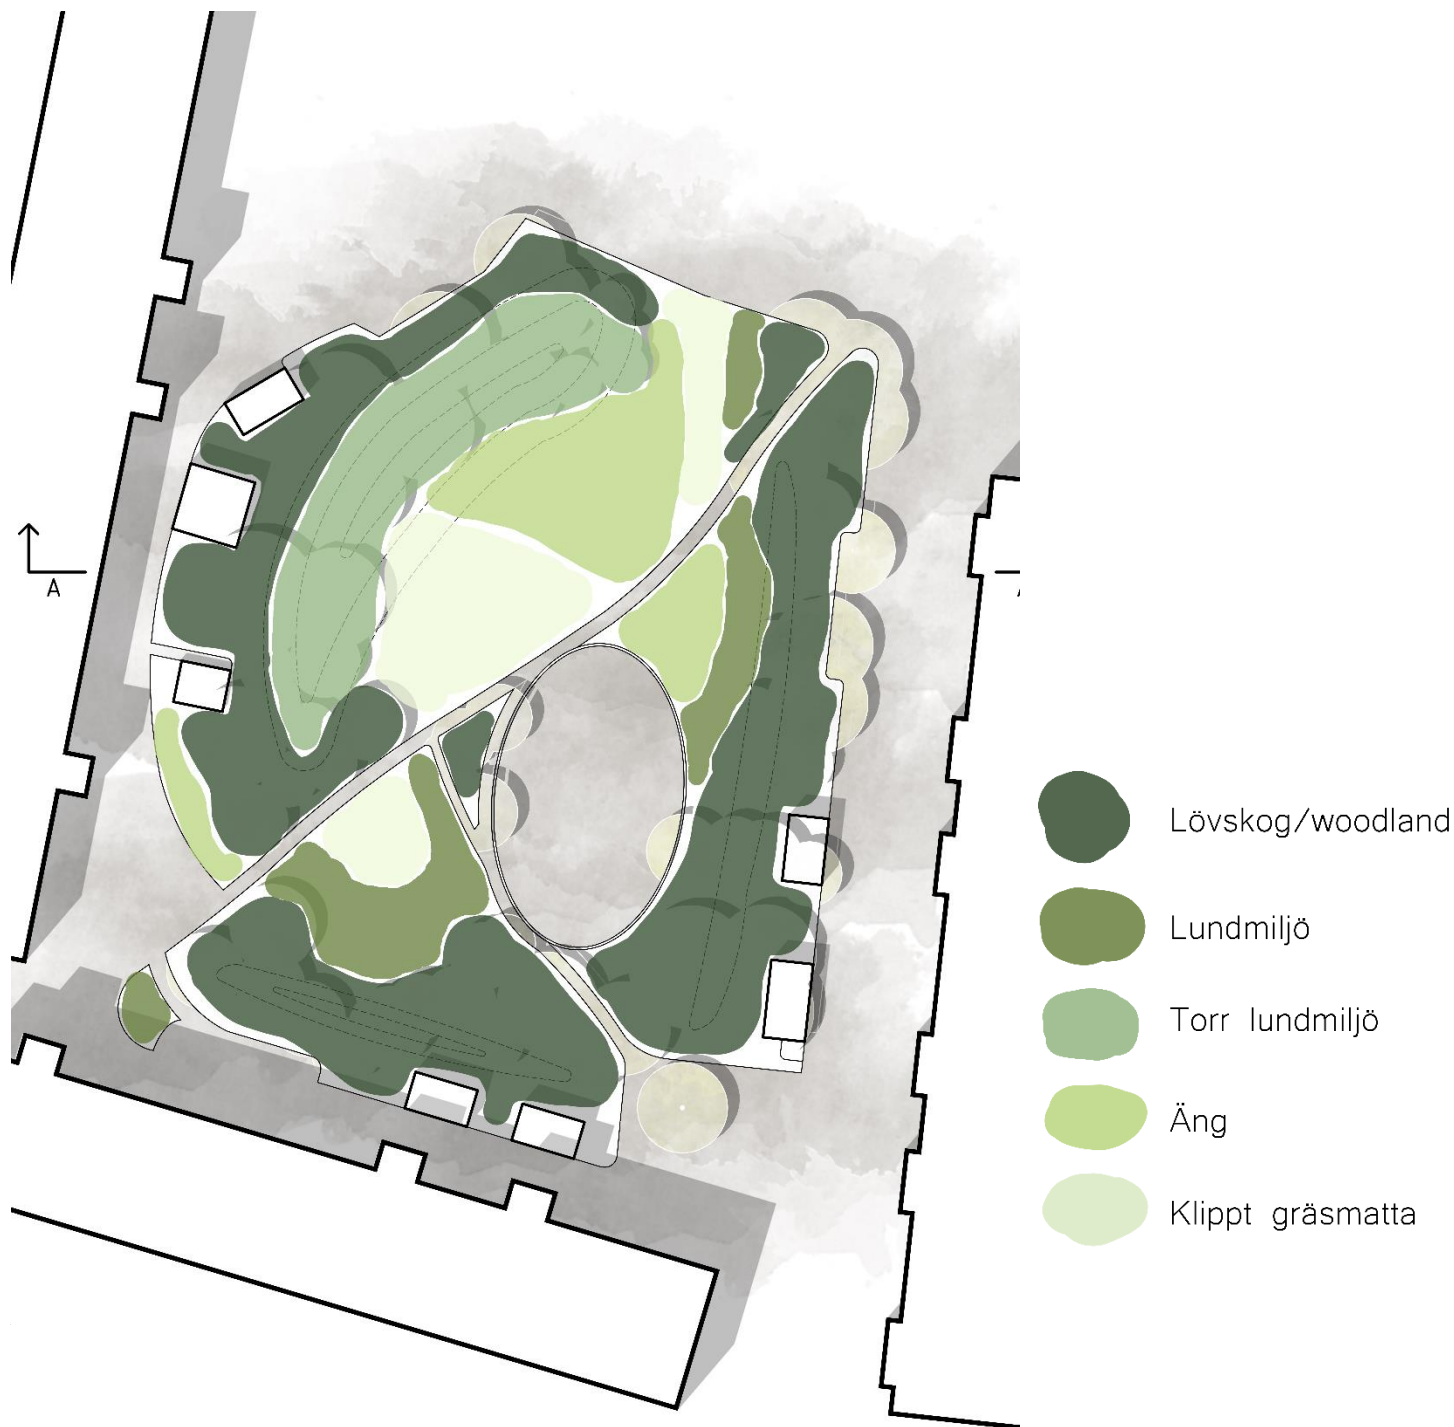 A
Lövskog/woodland
Lundmiljö
Torr lundmiljö
Äng
Klippt gräsmatta